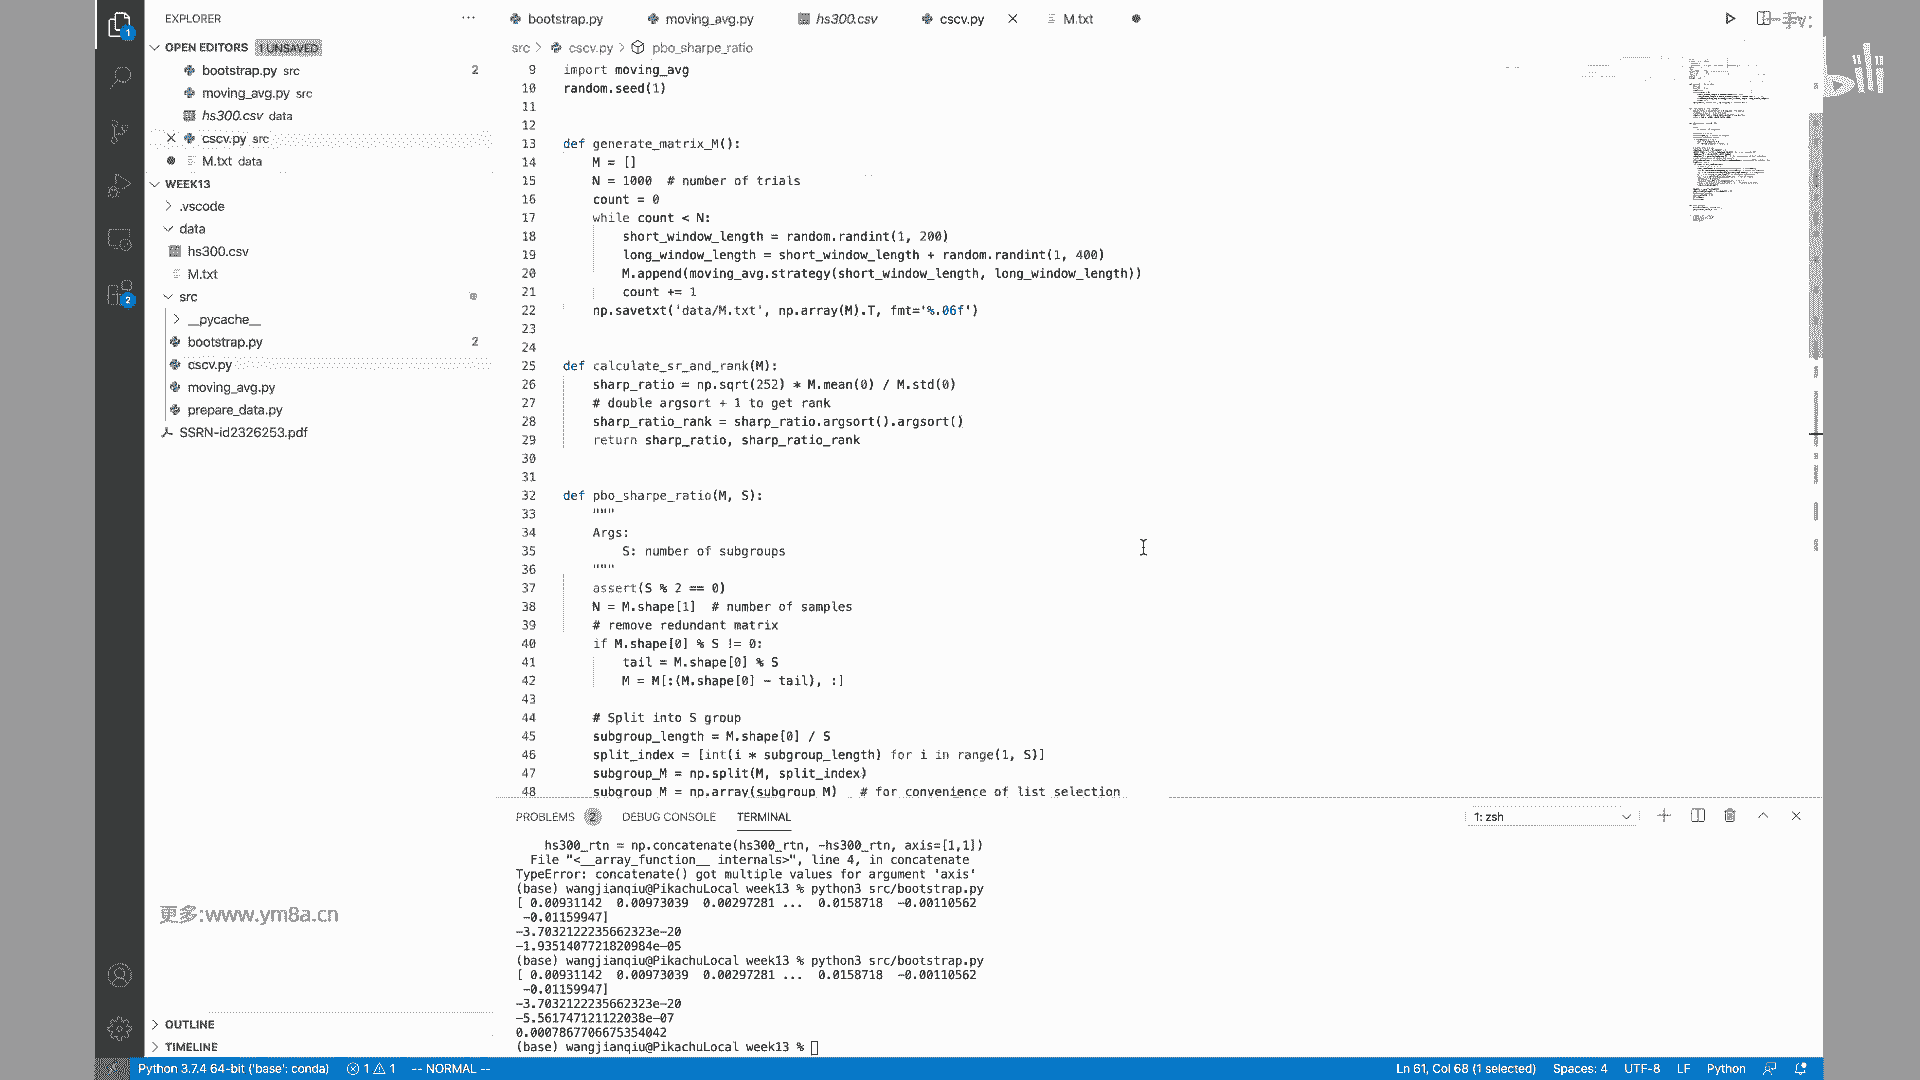 EXPLORER
OPEN EDITORS 1 UNSAVED
bootstrap.py src 2
moving_avg.py src
hs300.csv data
cscv.py src
M.txt data
WEEK13
.vscode
data
hs300.csv
M.txt
src
__pycache__
bootstrap.py 2
cscv.py
moving_avg.py
prepare_data.py
SSRN-id2326253.pdf
更多:www.ym8a.cn
OUTLINE
TIMELINE
bootstrap.py moving_avg.py hs300.csv cscv.py M.txt
src > cscv.py > pbo_sharpe_ratio
9 import moving_avg
10 random.seed(1)
11
12
13 def generate_matrix_M():
14 M = []
15 N = 1000 # number of trials
16 count = 0
17 while count < N:
18 short_window_length = random.randint(1, 200)
19 long_window_length = short_window_length + random.randint(1, 400)
20 M.append(moving_avg.strategy(short_window_length, long_window_length))
21 count += 1
22 np.savetxt('data/M.txt', np.array(M).T, fmt='%.06f')
23
24
25 def calculate_sr_and_rank(M):
26 sharp_ratio = np.sqrt(252) * M.mean(0) / M.std(0)
27 # double argsort + 1 to get rank
28 sharp_ratio_rank = sharp_ratio.argsort().argsort()
29 return sharp_ratio, sharp_ratio_rank
30
31
32 def pbo_sharpe_ratio(M, S):
33 """
34 Args:
35 S: number of subgroups
36 """
37 assert(S % 2 == 0)
38 N = M.shape[1] # number of samples
39 # remove redundant matrix
40 if M.shape[0] % S != 0:
41 tail = M.shape[0] % S
42 M = M[:(M.shape[0] - tail), :]
43
44 # Split into S group
45 subgroup_length = M.shape[0] / S
46 split_index = [int(i * subgroup_length) for i in range(1, S)]
47 subgroup_M = np.split(M, split_index)
48 subgroup_M = np.array(subgroup_M) # for convenience of list selection
PROBLEMS 2 DEBUG CONSOLE TERMINAL 1: zsh
hs300_rtn = np.concatenate(hs300_rtn, -hs300_rtn, axis=[1,1])
File "<__array_function__ internals>", line 4, in concatenate
TypeError: concatenate() got multiple values for argument 'axis'
(base) wangjianqiu@PikachuLocal week13 % python3 src/bootstrap.py
[ 0.00931142 0.00973039 0.00297281 ... 0.0158718 -0.00110562
-0.01159947]
-3.7032122235662323e-20
-1.9351407721820984e-05
(base) wangjianqiu@PikachuLocal week13 % python3 src/bootstrap.py
[ 0.00931142 0.00973039 0.00297281 ... 0.0158718 -0.00110562
-0.01159947]
-3.7032122235662323e-20
-5.561747121122038e-07
0.0007867706675354042
(base) wangjianqiu@PikachuLocal week13 %
Python 3.7.4 64-bit ('base': conda) 1 1 -- NORMAL -- Ln 61, Col 68 (1 selected) Spaces: 4 UTF-8 LF Python